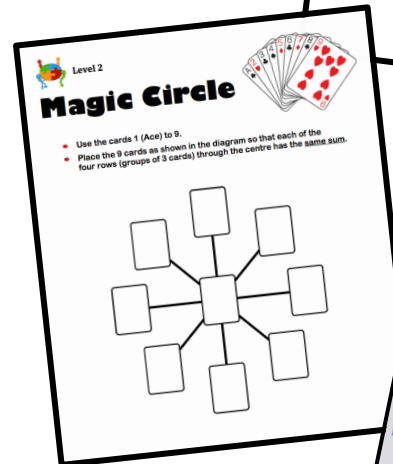 Level 2
Magic Circle
Use the cards 1 (Ace) to 9.
Place the 9 cards as shown in the diagram so that each of the
four rows (groups of 3 cards) through the centre has the same sum.